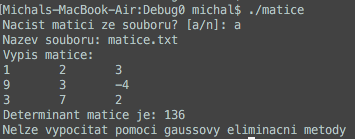 [Michals-MacBook-Air:Debug0 michal$ ./matice
Nacist matici ze souboru? [a/n]: a
Nazev souboru: matice.txt
Vypis matice:
1 2 3
9 3 -4
3 7 2
Determinant matice je: 136
Nelze vypocitat pomoci gaussovy eliminacni metody